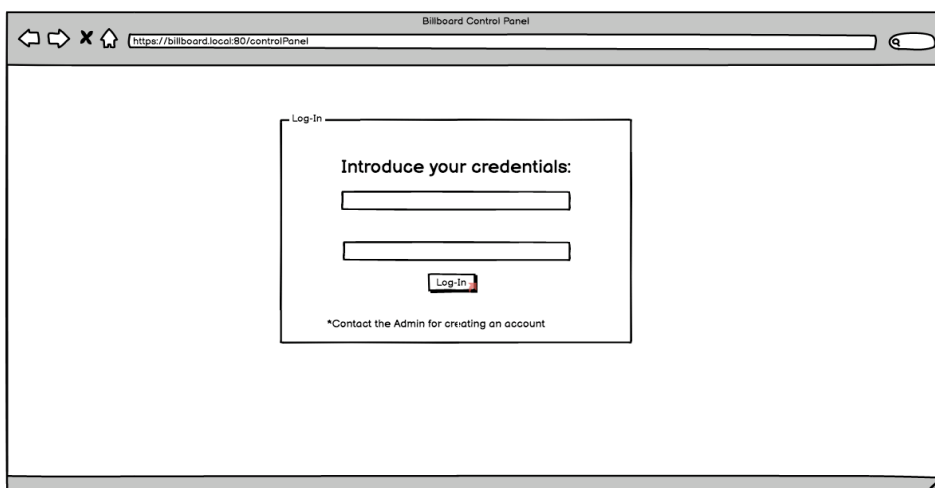 Billboard Control Panel
https://billboard.local:80/controlPanel
Log-In
Introduce your credentials:
Log-In
*Contact the Admin for creating an account